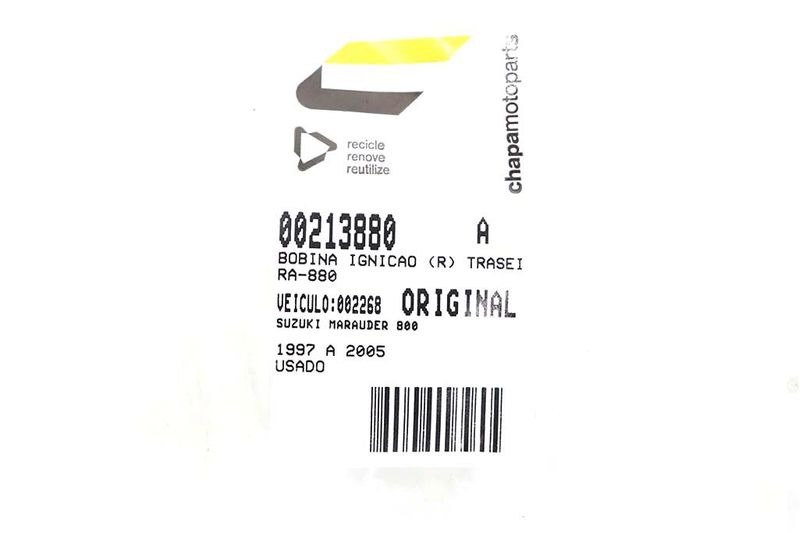 chapamotoparts
recicle
renove
reutilize
00213880 A
BOBINA IGNICAO (R) TRASEI
RA-880
VEICULO:002268 ORIGINAL
SUZUKI MARAUDER 800
1997 A 2005
USADO